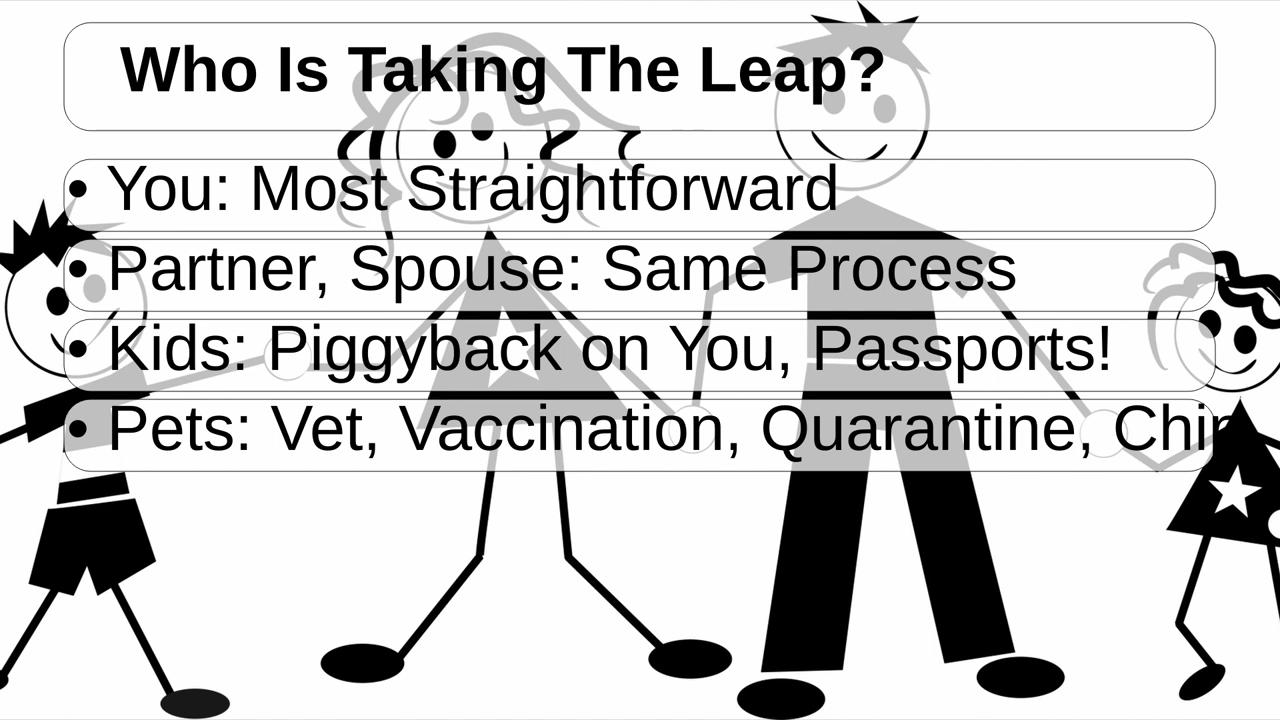 Who Is Taking The Leap?
• You: Most Straightforward
• Partner, Spouse: Same Process
• Kids: Piggyback on You, Passports!
• Pets: Vet, Vaccination, Quarantine,